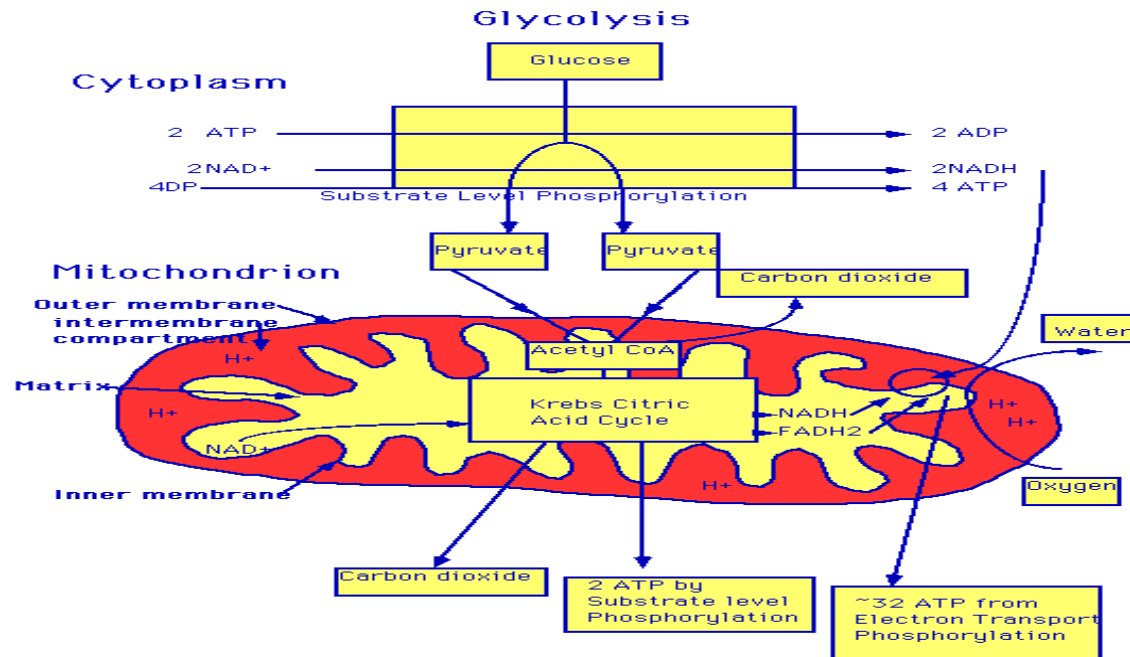 Glycolysis
Glucose
Cytoplasm
2 ATP
2 ADP
2NAD+
2NADH
4DP
4 ATP
Substrate Level Phosphorylation
Pyruvate
Pyruvate
Mitochondrion
Carbon dioxide
Outer membrane
intermembrane
compartment
Water
H+
Acetyl CoA
Matrix
Krebs Citric
Acid Cycle
NADH
FADH2
H+
H+
H+
NAD+
Inner membrane
H+
Oxygen
Carbon dioxide
2 ATP by
Substrate level
Phosphorylation
~32 ATP from
Electron Transport
Phosphorylation